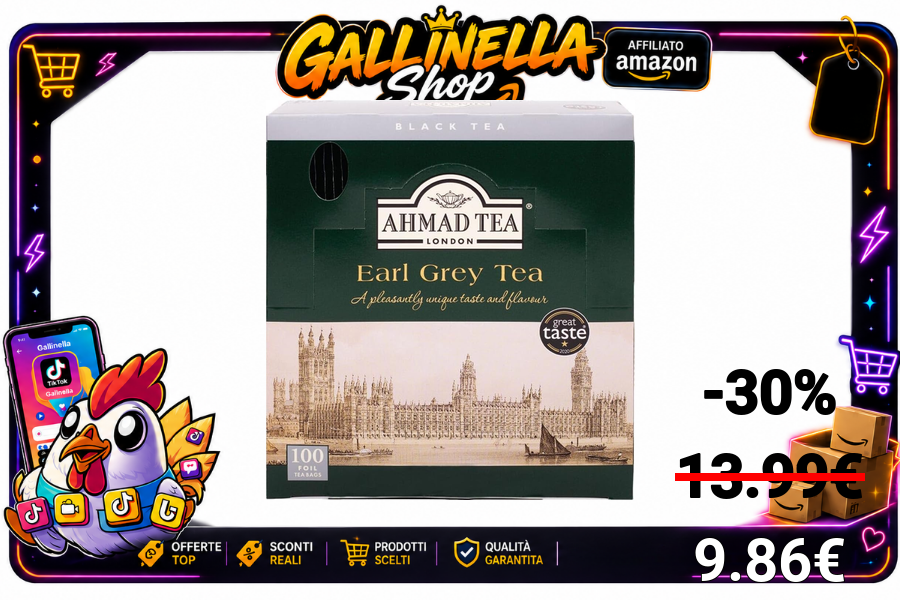 GALLINELLA
Shop
AFFILIATO
amazon
BLACK TEA
AHMAD TEA®
LONDON
Earl Grey Tea
A pleasantly unique taste and flavour
great
taste
2020
100
FOIL
TEA BAGS
Gallinella
TikTok
Gallinella
-30%
13.99€
9.86€
OFFERTE
TOP
SCONTI
REALI
PRODOTTI
SCELTI
QUALITÀ
GARANTITA